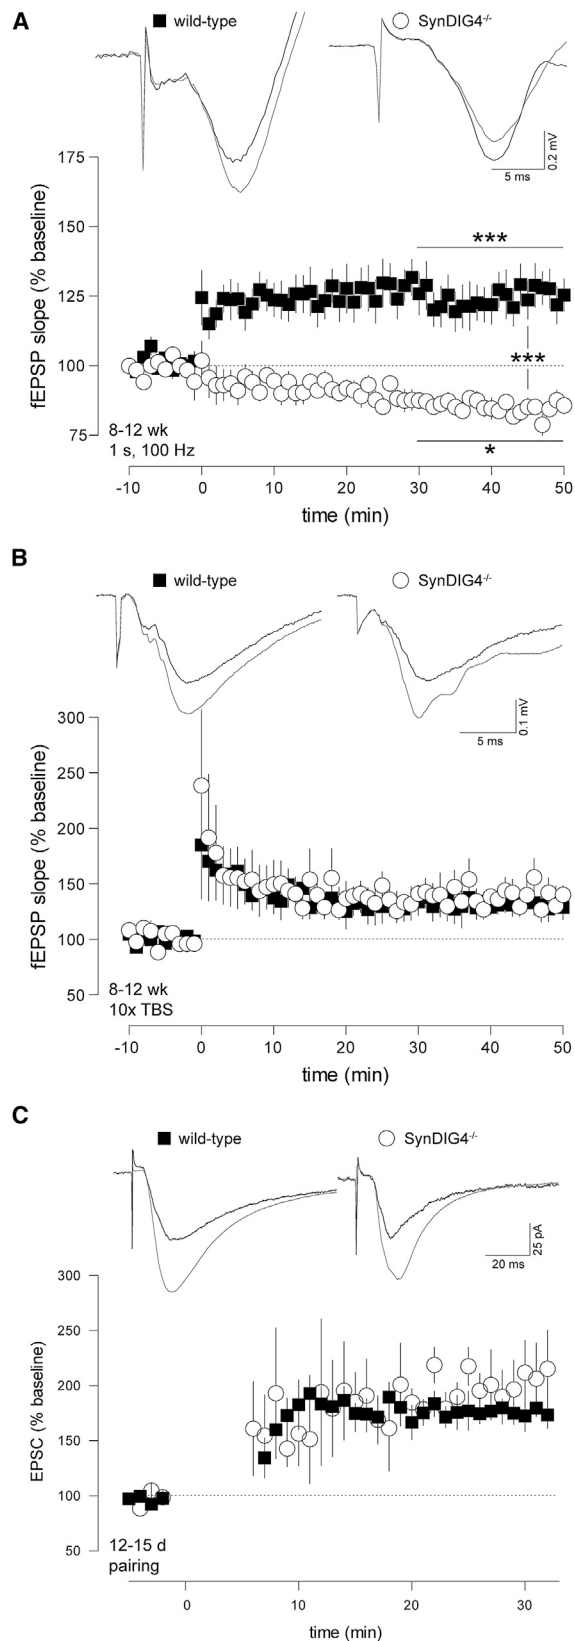 A
wild-type
SynDIG4-/-
0.2 mV
5 ms
175
150
125
100
75
fEPSP slope (% baseline)
***
***
*
8-12 wk
1 s, 100 Hz
-10 0 10 20 30 40 50
time (min)
B
wild-type
SynDIG4-/-
0.1 mV
5 ms
300
250
200
150
100
50
fEPSP slope (% baseline)
8-12 wk
10x TBS
-10 0 10 20 30 40 50
time (min)
C
wild-type
SynDIG4-/-
25 pA
20 ms
300
250
200
150
100
50
EPSC (% baseline)
12-15 d
pairing
0 10 20 30
time (min)